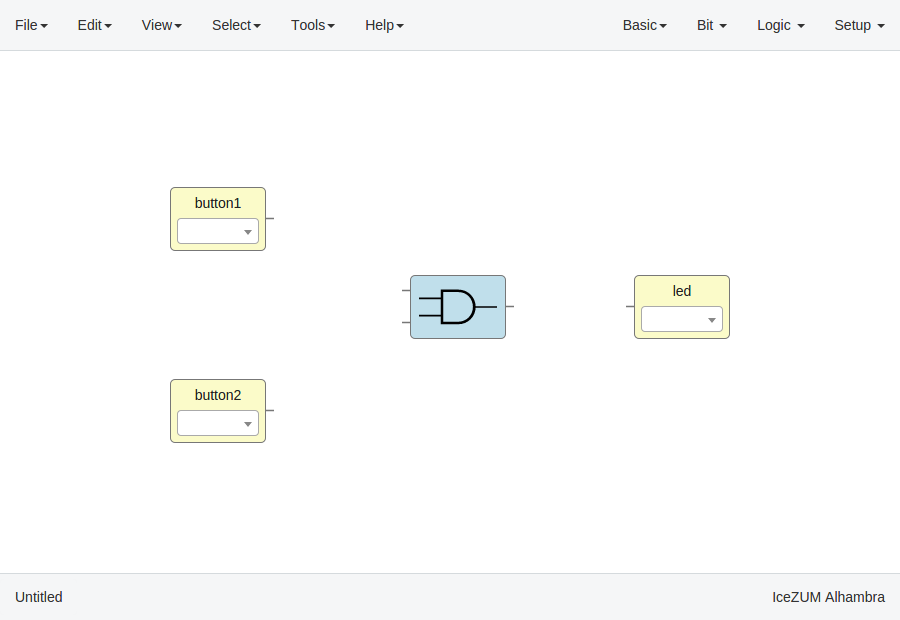 File Edit View Select Tools Help Basic Bit Logic Setup
button1
led
button2
Untitled IceZUM Alhambra